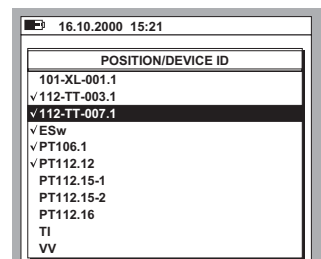 16.10.2000 15:21
POSITION/DEVICE ID
101-XL-001.1
√112-TT-003.1
√112-TT-007.1
√ESw
√PT106.1
√PT112.12
PT112.15-1
PT112.15-2
PT112.16
TI
VV